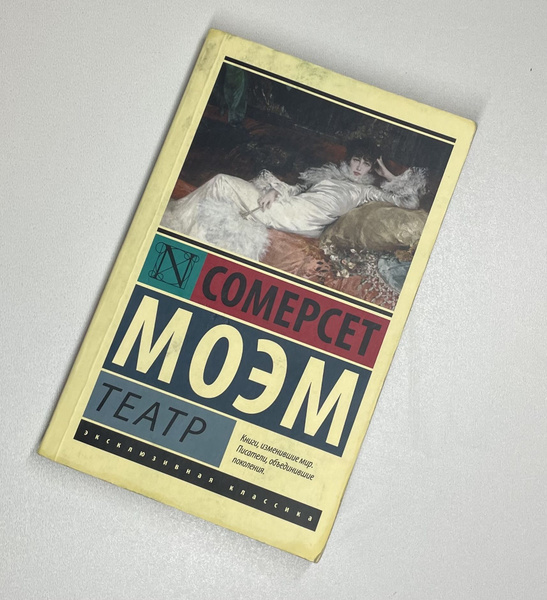 N
СОМЕРСЕТ
МОЭМ
ТЕАТР
Книги, изменившие мир.
Писатели, объединившие
поколения.
эксклюзивная классика